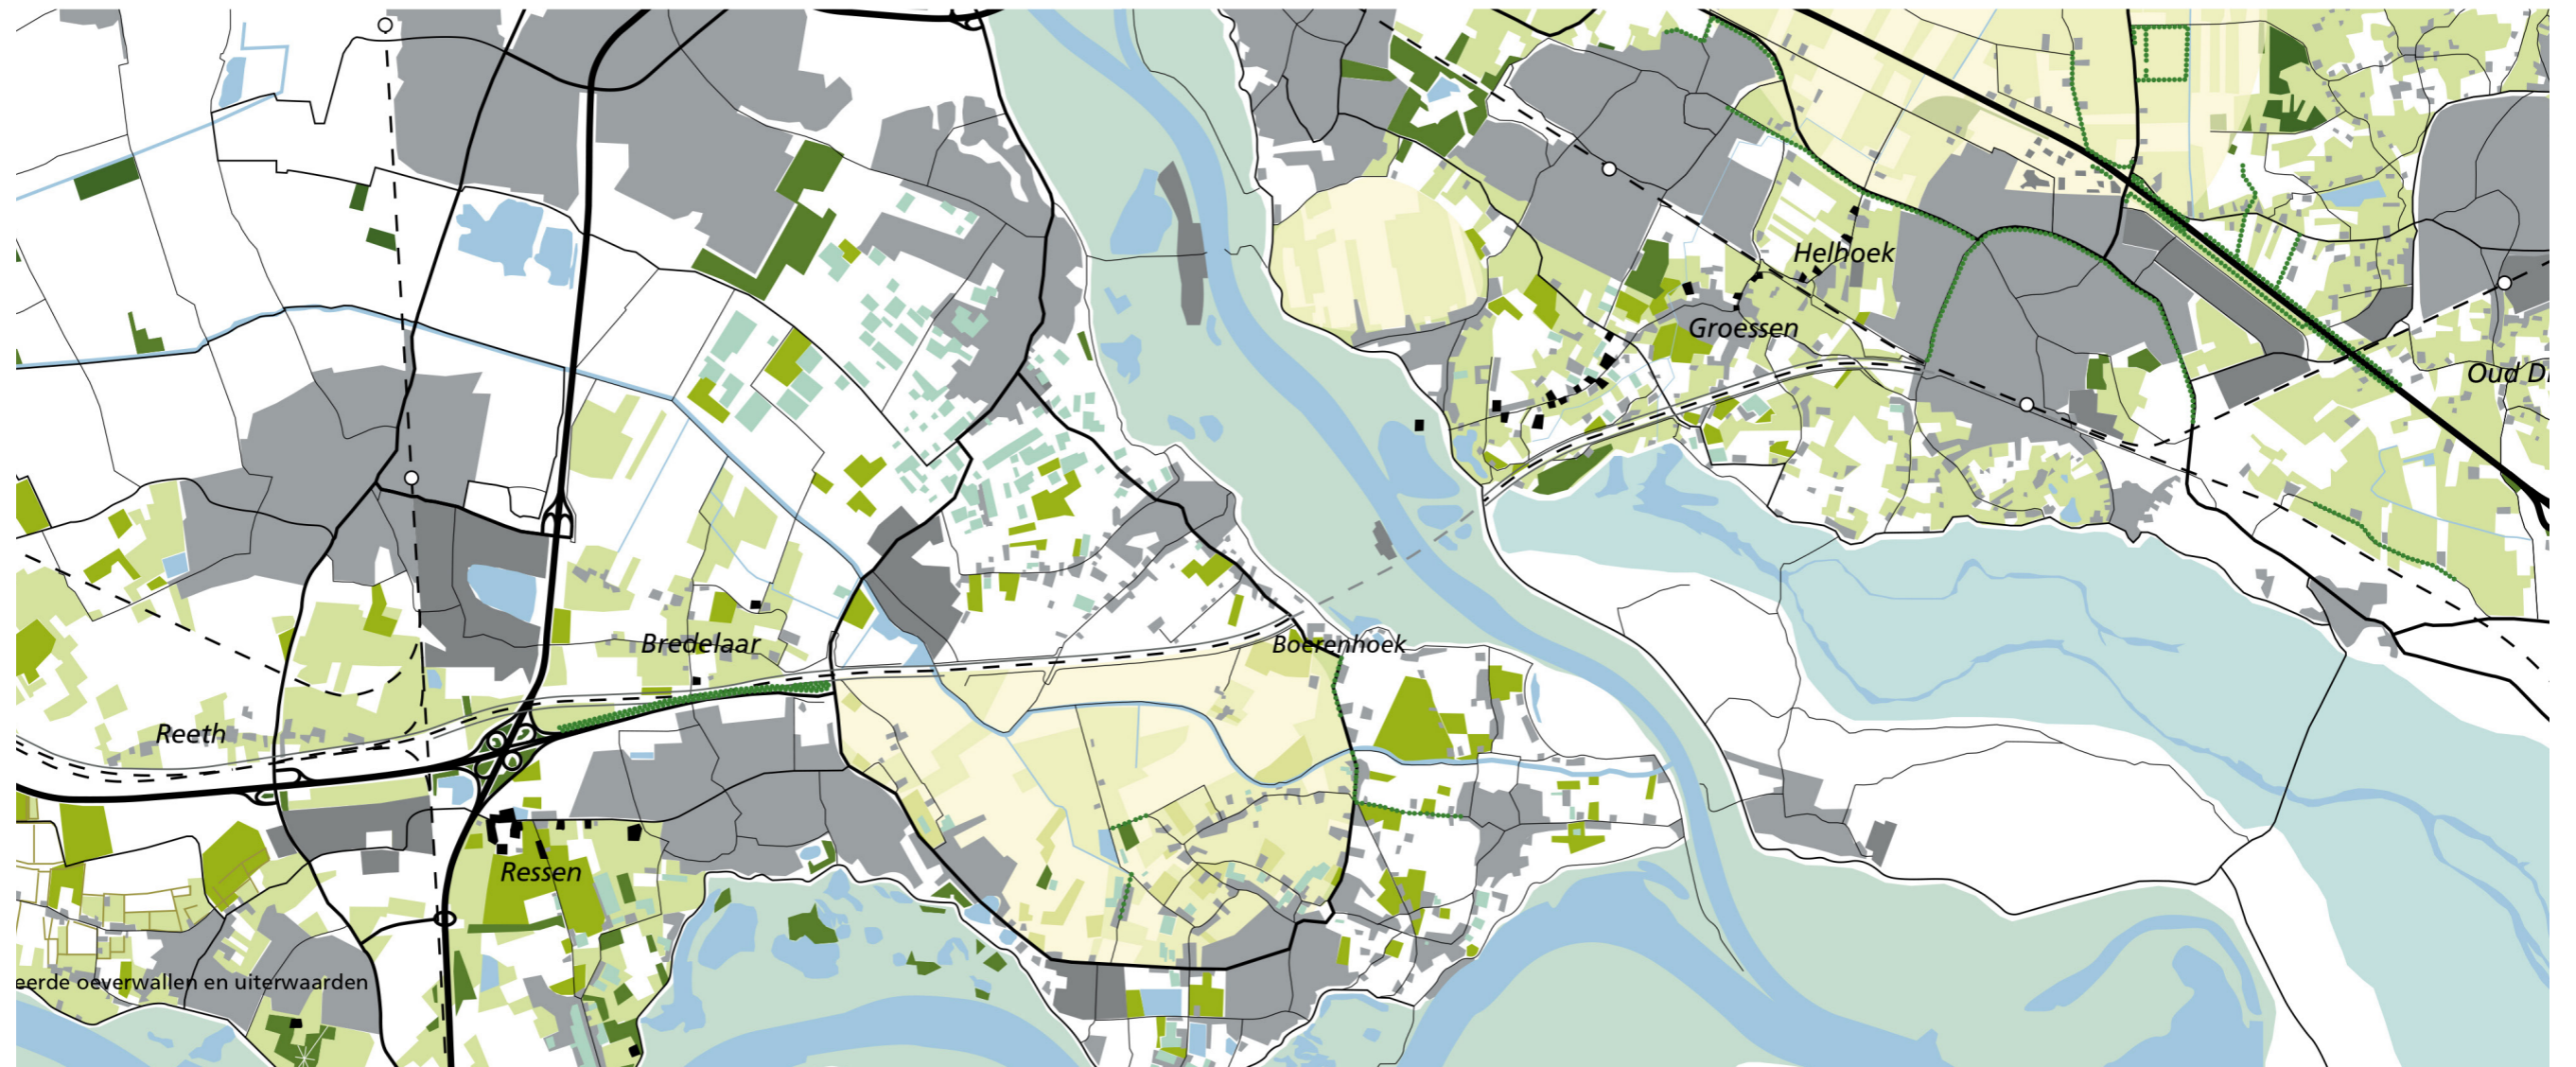 Helhoek
Groessen
Oud D
Bredelaar
Boerenhoek
Reeth
Ressen
eerde oeverwallen en uiterwaarden